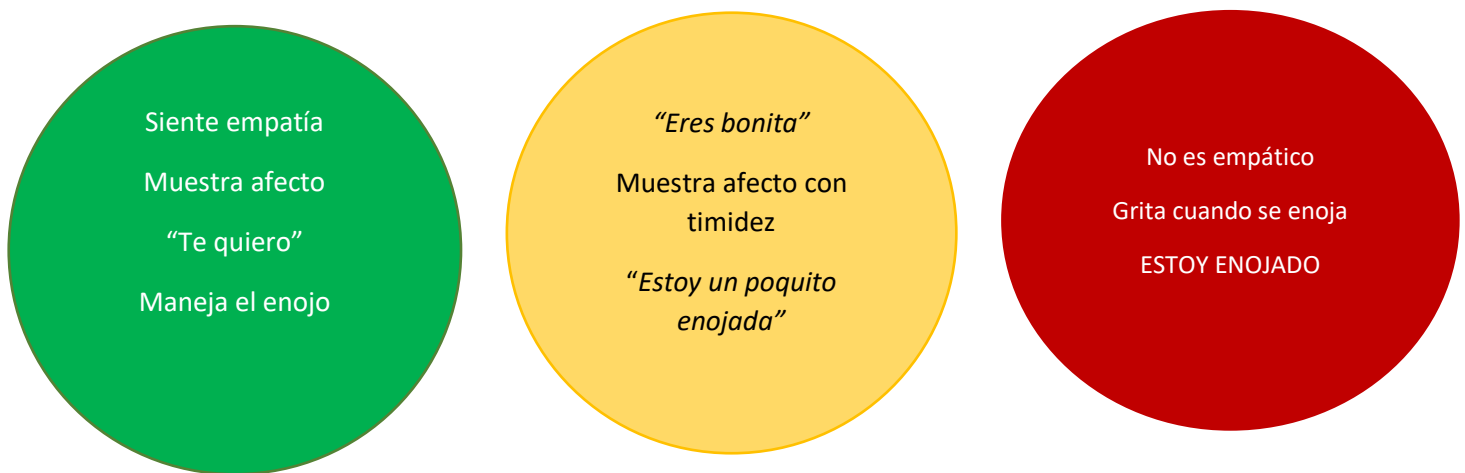 Siente empatía
Muestra afecto
“Te quiero”
Maneja el enojo
“Eres bonita”
Muestra afecto con
timidez
“Estoy un poquito
enojada”
No es empático
Grita cuando se enoja
ESTOY ENOJADO